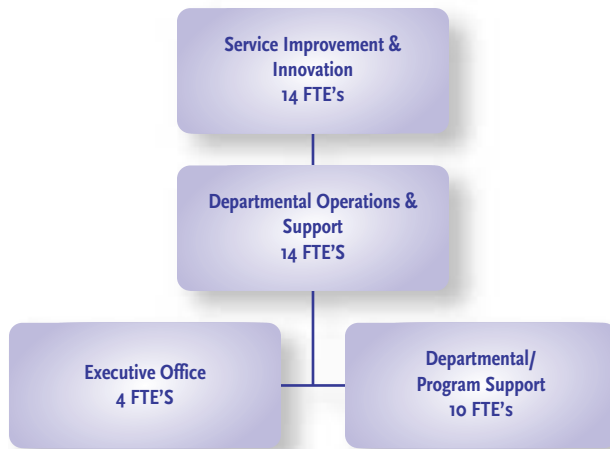 Service Improvement &
Innovation
14 FTE's
Departmental Operations &
Support
14 FTE'S
Executive Office
4 FTE'S
Departmental/
Program Support
10 FTE's